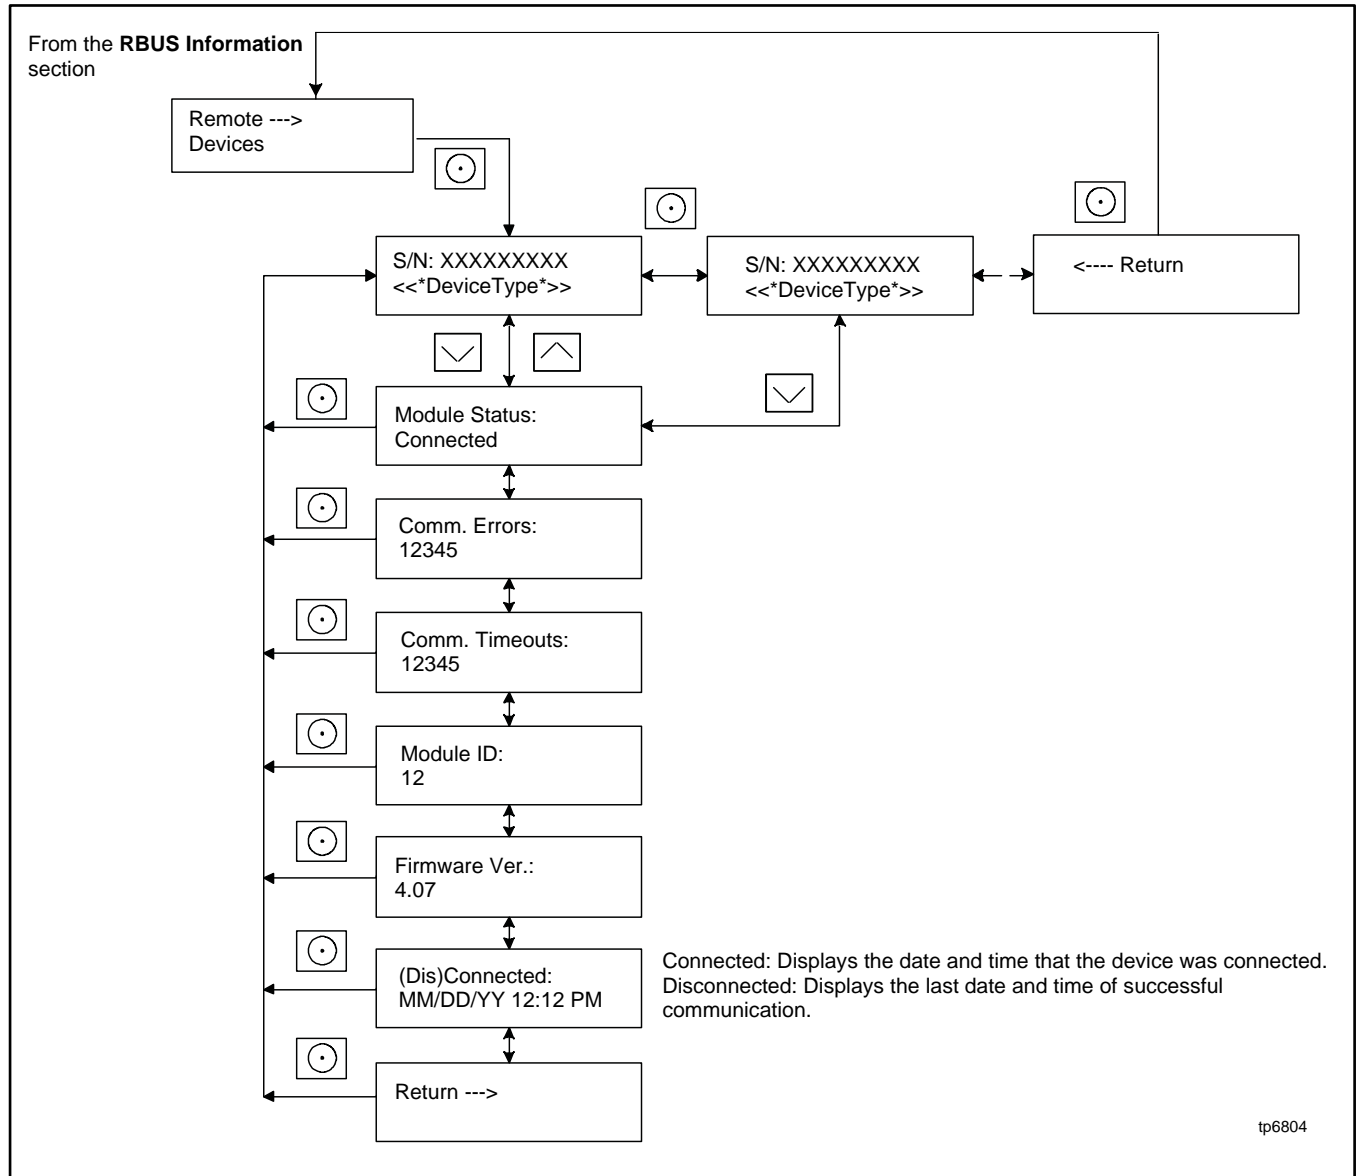 From the RBUS Information
section
Remote --->
Devices
S/N: XXXXXXXXX
<<*DeviceType*>>
S/N: XXXXXXXXX
<<*DeviceType*>>
<---- Return
Module Status:
Connected
Comm. Errors:
12345
Comm. Timeouts:
12345
Module ID:
12
Firmware Ver.:
4.07
(Dis)Connected:
MM/DD/YY 12:12 PM
Connected: Displays the date and time that the device was connected.
Disconnected: Displays the last date and time of successful
communication.
Return --->
tp6804